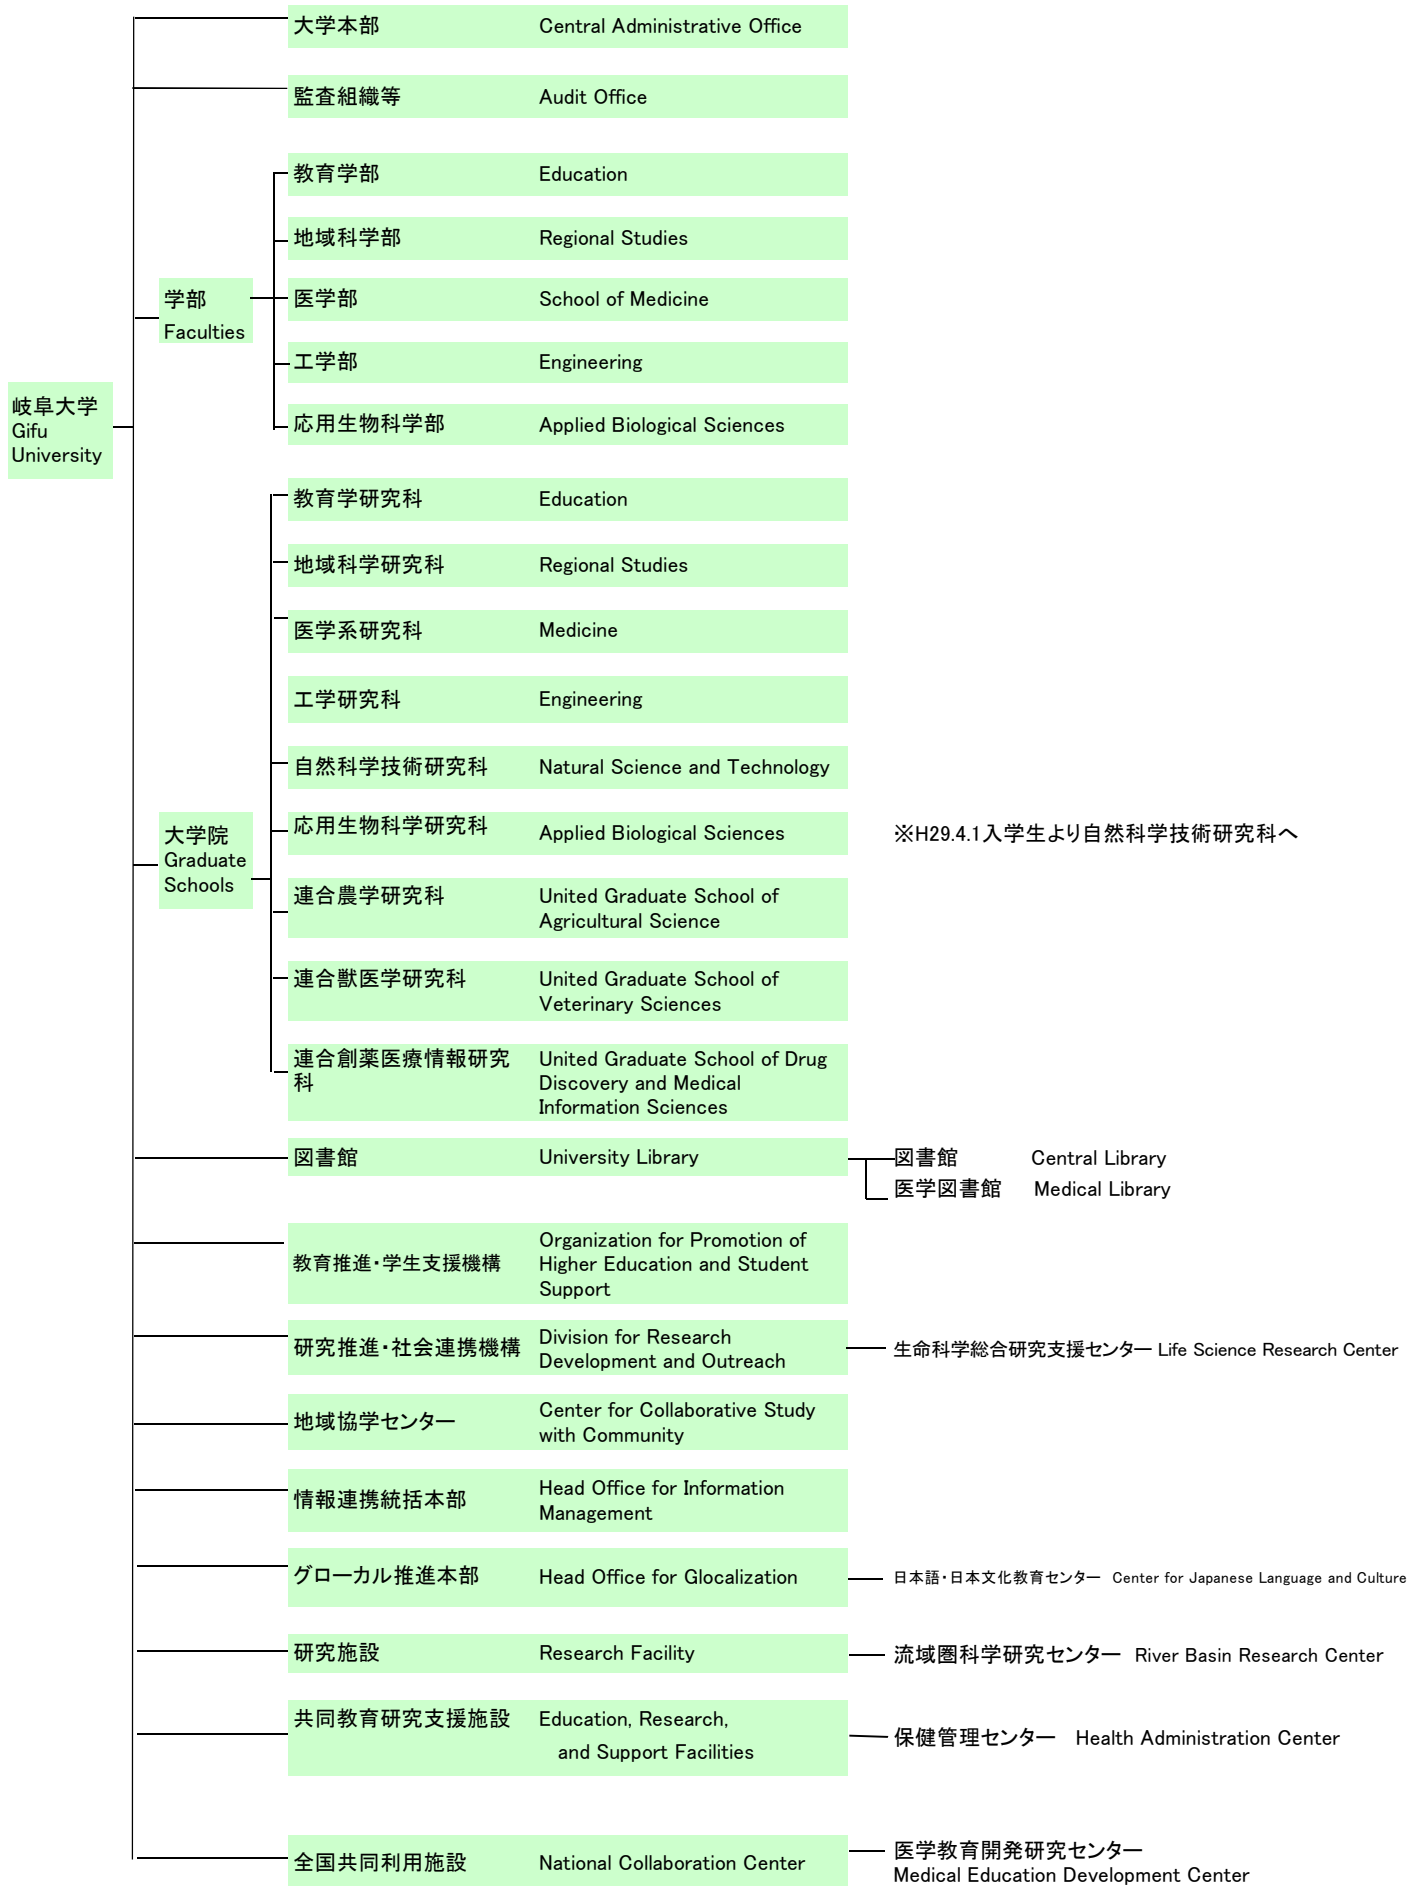 大学本部 Central Administrative Office
監査組織等 Audit Office
教育学部 Education
地域科学部 Regional Studies
学部
Faculties
医学部 School of Medicine
工学部 Engineering
応用生物科学部 Applied Biological Sciences
岐阜大学
Gifu
University
教育学研究科 Education
地域科学研究科 Regional Studies
医学系研究科 Medicine
工学研究科 Engineering
自然科学技術研究科 Natural Science and Technology
大学院
Graduate
Schools
応用生物科学研究科 Applied Biological Sciences ※H29.4.1入学生より自然科学技術研究科へ
連合農学研究科 United Graduate School of
Agricultural Science
連合獣医学研究科 United Graduate School of
Veterinary Sciences
連合創薬医療情報研究 United Graduate School of Drug
科 Discovery and Medical
Information Sciences
図書館 University Library 図書館 Central Library
医学図書館 Medical Library
教育推進・学生支援機構 Organization for Promotion of
Higher Education and Student
Support
研究推進・社会連携機構 Division for Research
Development and Outreach
生命科学総合研究支援センター Life Science Research Center
地域協学センター Center for Collaborative Study
with Community
情報連携統括本部 Head Office for Information
Management
グローカル推進本部 Head Office for Glocalization 日本語・日本文化教育センター Center for Japanese Language and Culture
研究施設 Research Facility 流域圏科学研究センター River Basin Research Center
共同教育研究支援施設 Education, Research,
and Support Facilities
保健管理センター Health Administration Center
全国共同利用施設 National Collaboration Center
医学教育開発研究センター
Medical Education Development Center